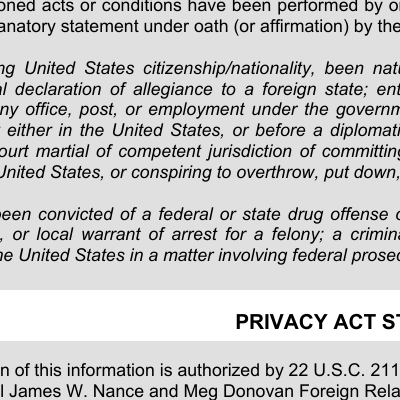 oned acts or conditions have been performed by o
anatory statement under oath (or affirmation) by the
ng United States citizenship/nationality, been nat
l declaration of allegiance to a foreign state; ent
ny office, post, or employment under the governm
either in the United States, or before a diplomati
ourt martial of competent jurisdiction of committin
United States, or conspiring to overthrow, put down,
been convicted of a federal or state drug offense o
, or local warrant of arrest for a felony; a crimina
he United States in a matter involving federal prosec
PRIVACY ACT ST
n of this information is authorized by 22 U.S.C. 211
l James W. Nance and Meg Donovan Foreign Rela